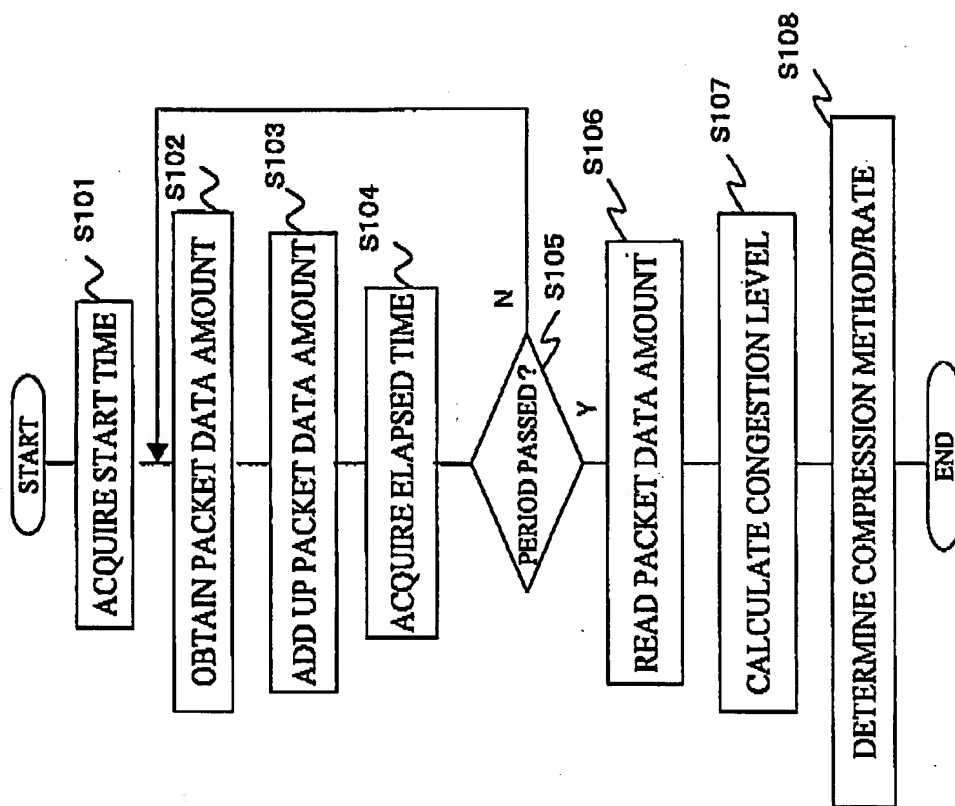 START
ACQUIRE START TIME
S101
OBTAIN PACKET DATA AMOUNT
S102
ADD UP PACKET DATA AMOUNT
S103
ACQUIRE ELAPSED TIME
S104
PERIOD PASSED?
S105
N
Y
READ PACKET DATA AMOUNT
S106
CALCULATE CONGESTION LEVEL
S107
DETERMINE COMPRESSION METHOD/RATE
S108
END